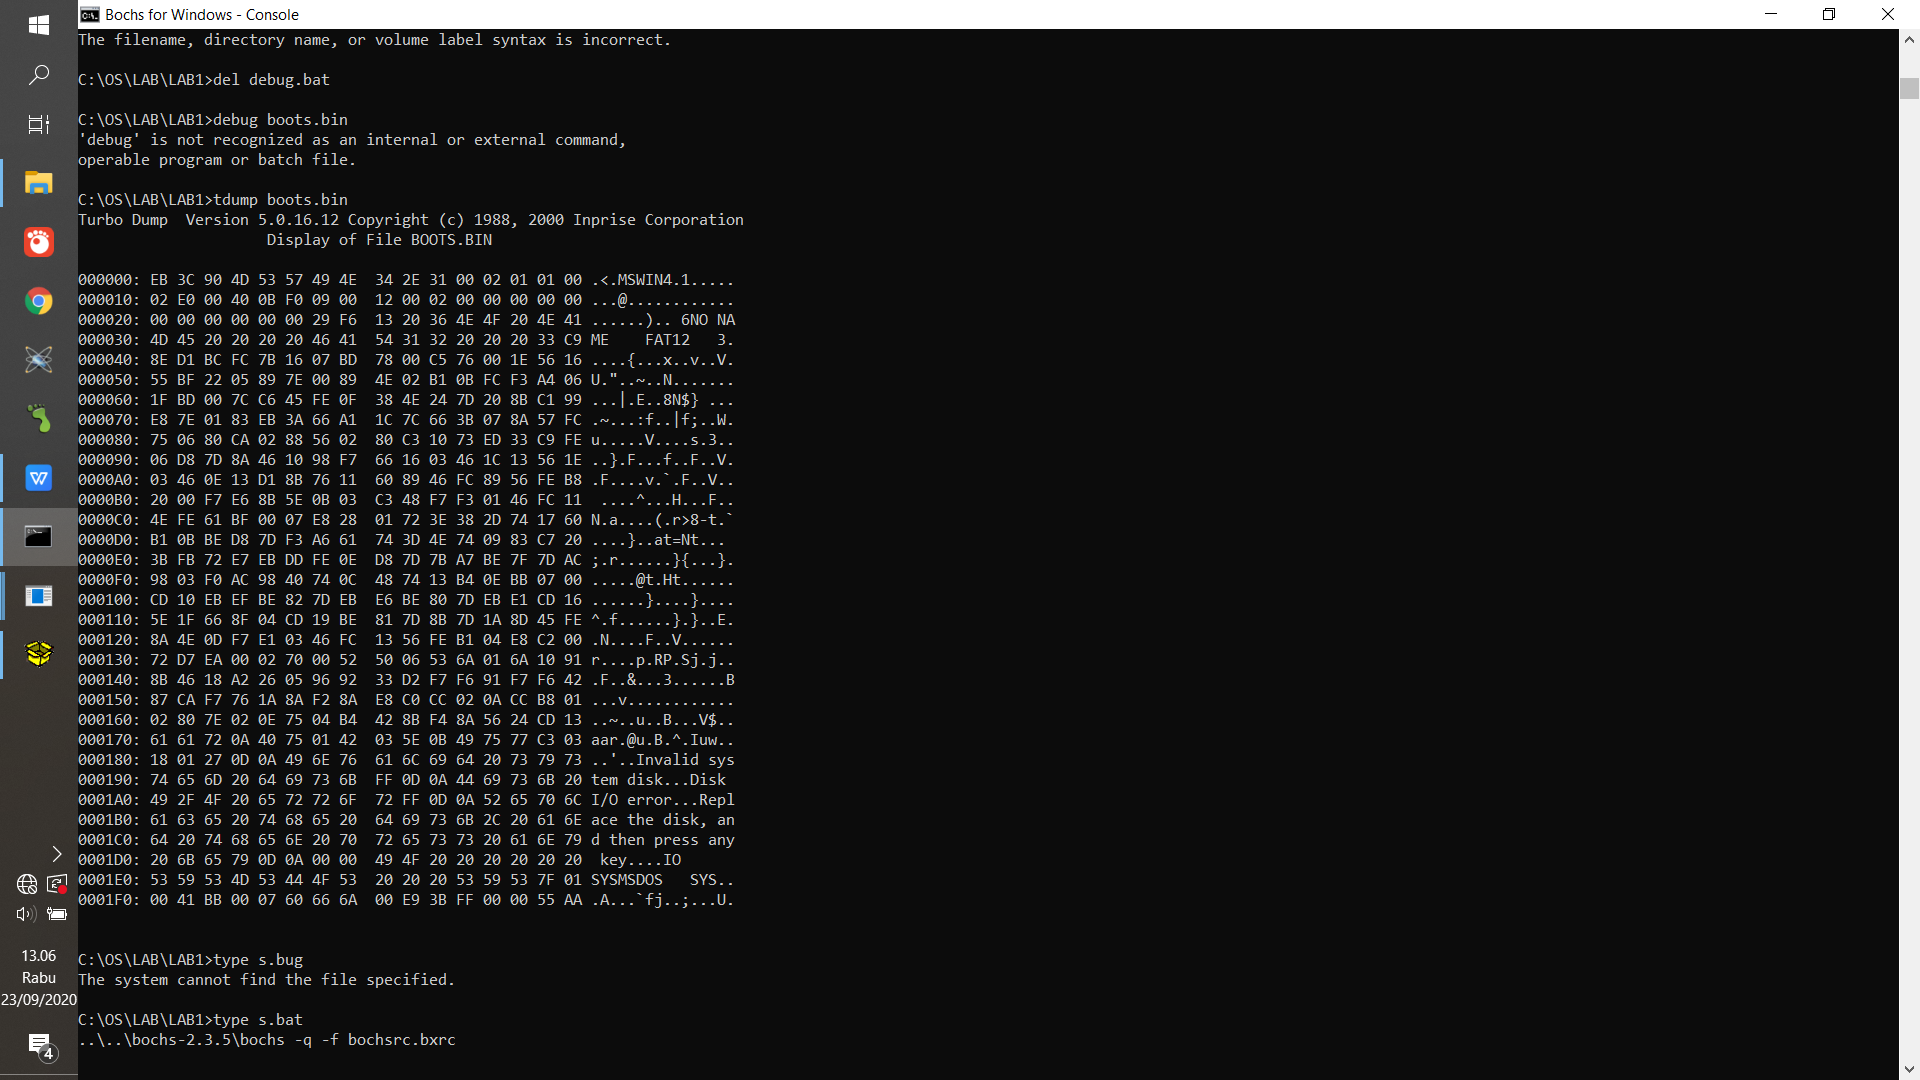 Bochs for Windows - Console
The filename, directory name, or volume label syntax is incorrect.
C:\OS\LAB\LAB1>del debug.bat
C:\OS\LAB\LAB1>debug boots.bin
'debug' is not recognized as an internal or external command,
operable program or batch file.
C:\OS\LAB\LAB1>tdump boots.bin
Turbo Dump  Version 5.0.16.12 Copyright (c) 1988, 2000 Inprise Corporation
Display of File BOOTS.BIN
000000: EB 3C 90 4D 53 57 49 4E  34 2E 31 00 02 01 01 00 .<.MSWIN4.1.....
000010: 02 E0 00 40 0B F0 09 00  12 00 02 00 00 00 00 00 ...@............
000020: 00 00 00 00 00 00 29 F6  13 20 36 4E 4F 20 4E 41 ......).. 6NO NA
000030: 4D 45 20 20 20 20 46 41  54 31 32 20 20 20 33 C9 ME    FAT12   3.
000040: 8E D1 BC FC 7B 16 07 BD  78 00 C5 76 00 1E 56 16 ....{...x..v..V.
000050: 55 BF 22 05 89 7E 00 89  4E 02 B1 0B FC F3 A4 06 U."..~..N.......
000060: 1F BD 00 7C C6 45 FE 0F  38 4E 24 7D 20 8B C1 99 ...|.E..8N$} ...
000070: E8 7E 01 83 EB 3A 66 A1  1C 7C 66 3B 07 8A 57 FC .~...:f..|f;..W.
000080: 75 06 80 CA 02 88 56 02  80 C3 10 73 ED 33 C9 FE u.....V....s.3..
000090: 06 D8 7D 8A 46 10 98 F7  66 16 03 46 1C 13 56 1E ..}.F...f..F..V.
0000A0: 03 46 0E 13 D1 8B 76 11  60 89 46 FC 89 56 FE B8 .F....v.`.F..V..
0000B0: 20 00 F7 E6 8B 5E 0B 03  C3 48 F7 F3 01 46 FC 11  ....^...H...F..
0000C0: 4E FE 61 BF 00 07 E8 28  01 72 3E 38 2D 74 17 60 N.a....(.r>8-t.`
0000D0: B1 0B BE D8 7D F3 A6 61  74 3D 4E 74 09 83 C7 20 ....}..at=Nt...
0000E0: 3B FB 72 E7 EB DD FE 0E  D8 7D 7B A7 BE 7F 7D AC ;.r......}{...}.
0000F0: 98 03 F0 AC 98 40 74 0C  48 74 13 B4 0E BB 07 00 .....@t.Ht......
000100: CD 10 EB EF BE 82 7D EB  E6 BE 80 7D EB E1 CD 16 ......}....}....
000110: 5E 1F 66 8F 04 CD 19 BE  81 7D 8B 7D 1A 8D 45 FE ^.f......}.}..E.
000120: 8A 4E 0D F7 E1 03 46 FC  13 56 FE B1 04 E8 C2 00 .N....F..V......
000130: 72 D7 EA 00 02 70 00 52  50 06 53 6A 01 6A 10 91 r....p.RP.Sj.j..
000140: 8B 46 18 A2 26 05 96 92  33 D2 F7 F6 91 F7 F6 42 .F..&...3......B
000150: 87 CA F7 76 1A 8A F2 8A  E8 C0 CC 02 0A CC B8 01 ...v............
000160: 02 80 7E 02 0E 75 04 B4  42 8B F4 8A 56 24 CD 13 ..~..u..B...V$..
000170: 61 61 72 0A 40 75 01 42  03 5E 0B 49 75 77 C3 03 aar.@u.B.^.Iuw..
000180: 18 01 27 0D 0A 49 6E 76  61 6C 69 64 20 73 79 73 ..'..Invalid sys
000190: 74 65 6D 20 64 69 73 6B  FF 0D 0A 44 69 73 6B 20 tem disk...Disk
0001A0: 49 2F 4F 20 65 72 72 6F  72 FF 0D 0A 52 65 70 6C I/O error...Repl
0001B0: 61 63 65 20 74 68 65 20  64 69 73 6B 2C 20 61 6E ace the disk, an
0001C0: 64 20 74 68 65 6E 20 70  72 65 73 73 20 61 6E 79 d then press any
0001D0: 20 6B 65 79 0D 0A 00 00  49 4F 20 20 20 20 20 20  key....IO
0001E0: 53 59 53 4D 53 44 4F 53  20 20 20 53 59 53 7F 01 SYSMSDOS   SYS..
0001F0: 00 41 BB 00 07 60 66 6A  00 E9 3B FF 00 00 55 AA .A...`fj..;...U.
C:\OS\LAB\LAB1>type s.bug
The system cannot find the file specified.
C:\OS\LAB\LAB1>type s.bat
..\..\bochs-2.3.5\bochs -q -f bochsrc.bxrc
13.06
Rabu
23/09/2020
4